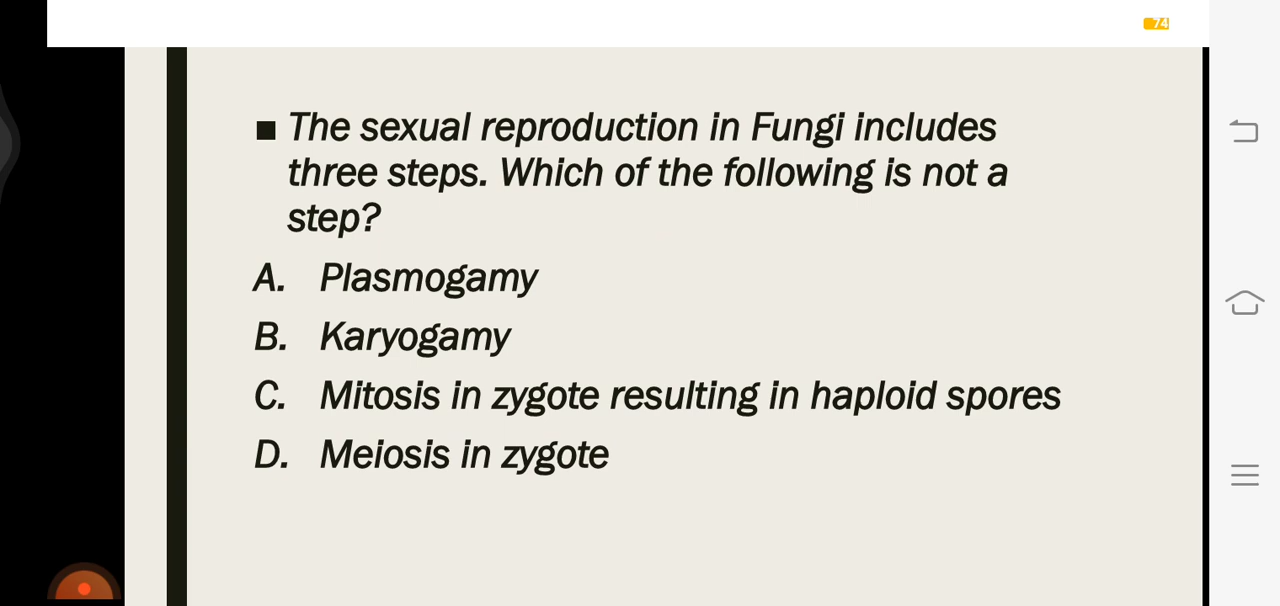 74
■ The sexual reproduction in Fungi includes
three steps. Which of the following is not a
step?
A. Plasmogamy
B. Karyogamy
C. Mitosis in zygote resulting in haploid spores
D. Meiosis in zygote